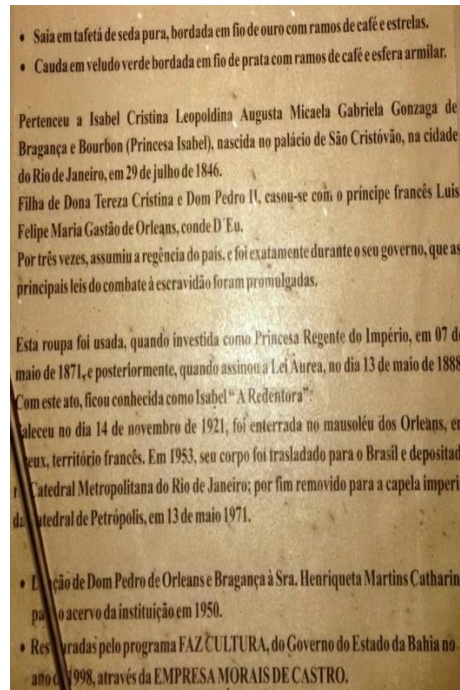 • Saia em tafetá de seda pura, bordada em fio de ouro com ramos de café e estrelas.
• Cauda em veludo verde bordada em fio de prata com ramos de café e esfera armilar.
Pertenceu a Isabel Cristina Leopoldina Augusta Micaela Gabriela Gonzaga de
Bragança e Bourbon (Princesa Isabel), nascida no palácio de São Cristóvão, na cidade
do Rio de Janeiro, em 29 de julho de 1846.
Filha de Dona Tereza Cristina e Dom Pedro II, casou-se com o príncipe francês Luis
Felipe Maria Gastão de Orleans, conde D'Eu.
Por três vezes, assumiu a regência do país, e foi exatamente durante o seu governo, que as
principais leis do combate à escravidão foram promulgadas.
Esta roupa foi usada, quando investida como Princesa Regente do Império, em 07 d
maio de 1871, e posteriormente, quando assinou a Lei Áurea, no dia 13 de maio de 1888
Com este ato, ficou conhecida como Isabel "A Redentora".
aleceu no dia 14 de novembro de 1921, foi enterrada no mausoléu dos Orleans, e
eux, território francês. Em 1953, seu corpo foi trasladado para o Brasil e depositad
Catedral Metropolitana do Rio de Janeiro; por fim removido para a capela imperi
da atedral de Petrópolis, em 13 de maio 1971.
• ção de Dom Pedro de Orleans e Bragança à Sra. Henriqueta Martins Catharin
pa o acervo da instituição em 1950.
• Res uradas pelo programa FAZ CULTURA, do Governo do Estado da Bahia no
ano d 1998, através da EMPRESA MORAIS DE CASTRO.